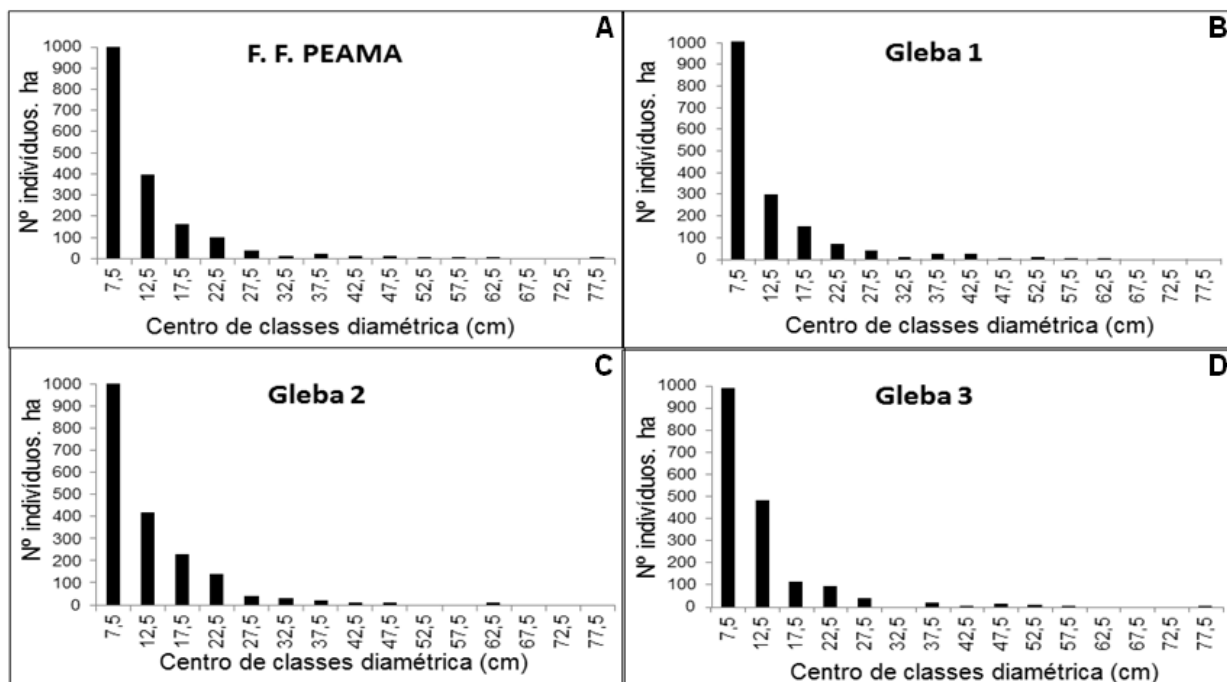 A
F. F. PEAMA
Nº indivíduos. ha
1000
900
800
700
600
500
400
300
200
100
0
7,5 12,5 17,5 22,5 27,5 32,5 37,5 42,5 47,5 52,5 57,5 62,5 67,5 72,5 77,5
Centro de classes diamétrica (cm)
B
Gleba 1
Nº indivíduos. ha
1000
900
800
700
600
500
400
300
200
100
0
7,5 12,5 17,5 22,5 27,5 32,5 37,5 42,5 47,5 52,5 57,5 62,5 67,5 72,5 77,5
Centro de classes diamétrica (cm)
C
Gleba 2
Nº indivíduos. ha
1000
900
800
700
600
500
400
300
200
100
0
7,5 12,5 17,5 22,5 27,5 32,5 37,5 42,5 47,5 52,5 57,5 62,5 67,5 72,5 77,5
Centro de classes diamétrica (cm)
D
Gleba 3
Nº indivíduos. ha
1000
900
800
700
600
500
400
300
200
100
0
7,5 12,5 17,5 22,5 27,5 32,5 37,5 42,5 47,5 52,5 57,5 62,5 67,5 72,5 77,5
Centro de classes diamétrica (cm)